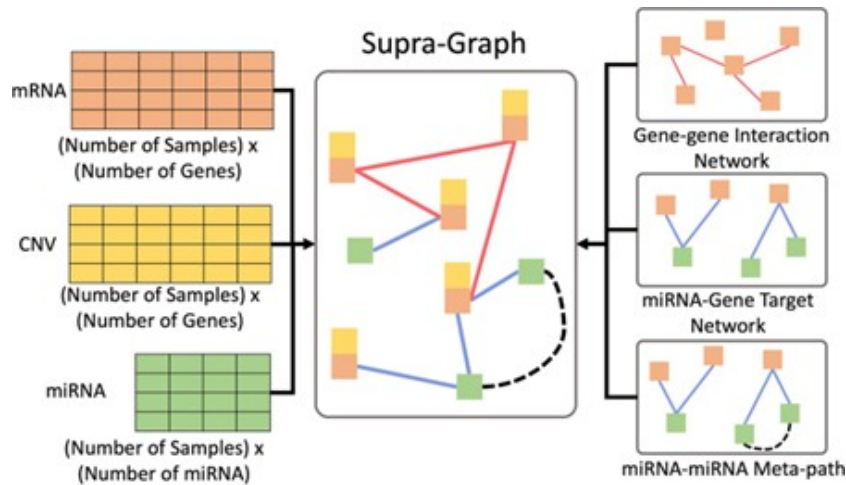 Supra-Graph
mRNA
(Number of Samples) x
(Number of Genes)
CNV
(Number of Samples) x
(Number of Genes)
miRNA
(Number of Samples) x
(Number of miRNA)
Gene-gene Interaction
Network
miRNA-Gene Target
Network
miRNA-miRNA Meta-path